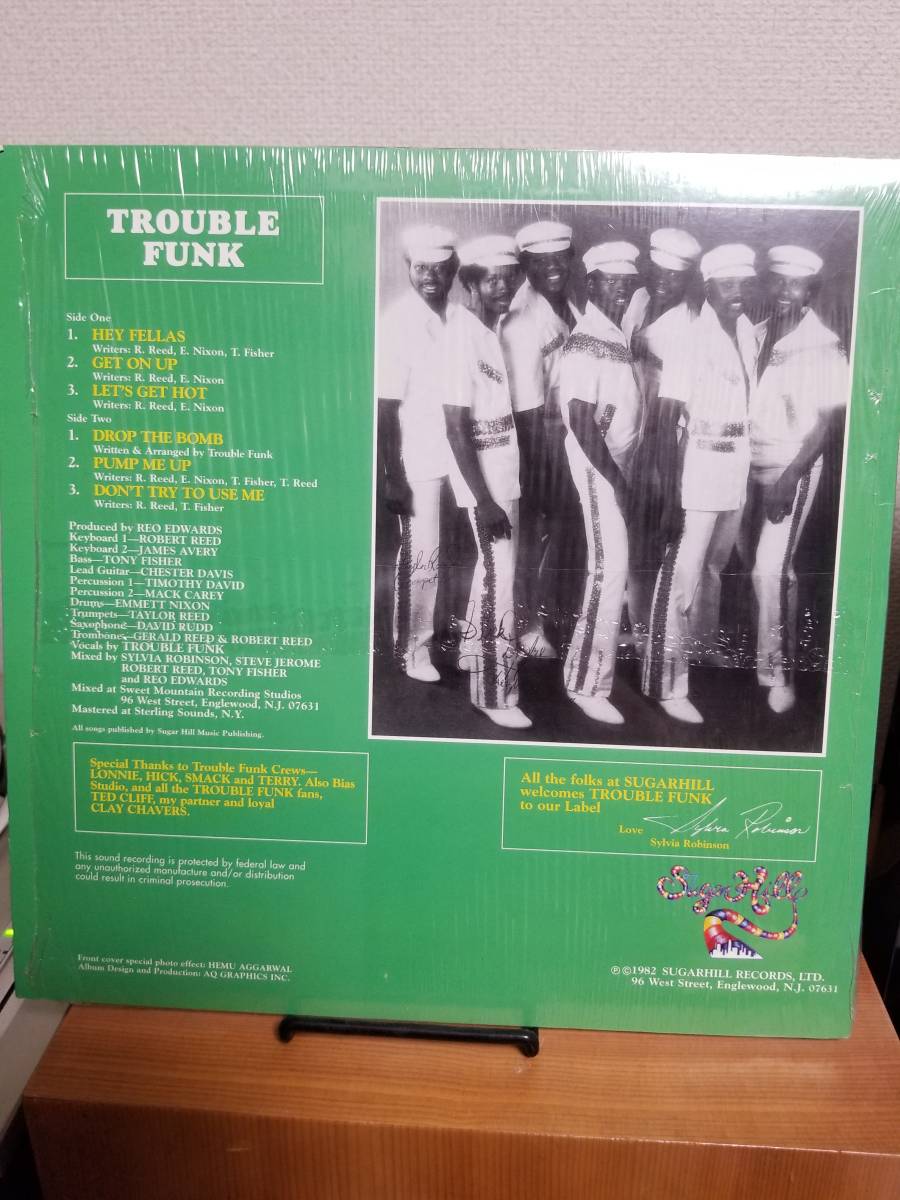 TROUBLE
FUNK
Side One
1. HEY FELLAS
Writers: R. Reed, E. Nixon, T. Fisher
2. GET ON UP
Writers: R. Reed, E. Nixon
3. LET'S GET HOT
Writers: R. Reed, E. Nixon
Side Two
1. DROP THE BOMB
Written & Arranged by Trouble Funk
2. PUMP ME UP
Writers: R. Reed, E. Nixon, T. Fisher, T. Reed
3. DON'T TRY TO USE ME
Writers: R. Reed, T. Fisher
Produced by REO EDWARDS
Keyboard 1—ROBERT REED
Keyboard 2—JAMES AVERY
Bass—TONY FISHER
Lead Guitar—CHESTER DAVIS
Percussion 1—TIMOTHY DAVID
Percussion 2—MACK CAREY
Drums—EMMETT NIXON
Trumpets—TAYLOR REED
Saxophone—DAVID RUDD
Trombones—GERALD REED & ROBERT REED
Vocals by TROUBLE FUNK
Mixed by SYLVIA ROBINSON, STEVE JEROME
ROBERT REED, TONY FISHER
and REO EDWARDS
Mixed at Sweet Mountain Recording Studios
96 West Street, Englewood, N.J. 07631
Mastered at Sterling Sounds, N.Y.
All songs published by Sugar Hill Music Publishing.
Special Thanks to Trouble Funk Crews—
LONNIE, HICK, SMACK and TERRY. Also Bias
Studio, and all the TROUBLE FUNK fans,
TED CLIFF, my partner and loyal
CLAY CHAVERS.
All the folks at SUGARHILL
welcomes TROUBLE FUNK
to our Label
Love Sylvia Robinson
Sylvia Robinson
This sound recording is protected by federal law and
any unauthorized manufacture and/or distribution
could result in criminal prosecution.
Sugar Hill
Front cover special photo effect: HEMU AGGARWAL
Album Design and Production: AQ GRAPHICS INC.
℗©1982 SUGARHILL RECORDS, LTD.
96 West Street, Englewood, N.J. 07631